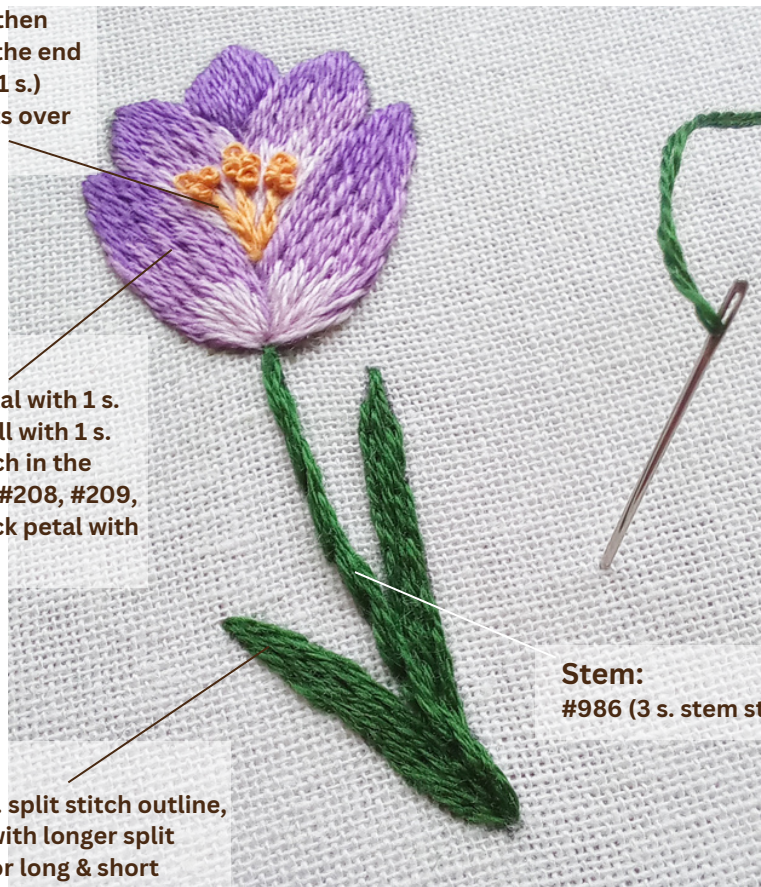 then
the end
1 s.)
s over
al with 1 s.
ll with 1 s.
ch in the
#208, #209,
ck petal with
Stem:
#986 (3 s. stem st
split stitch outline,
with longer split
or long & short